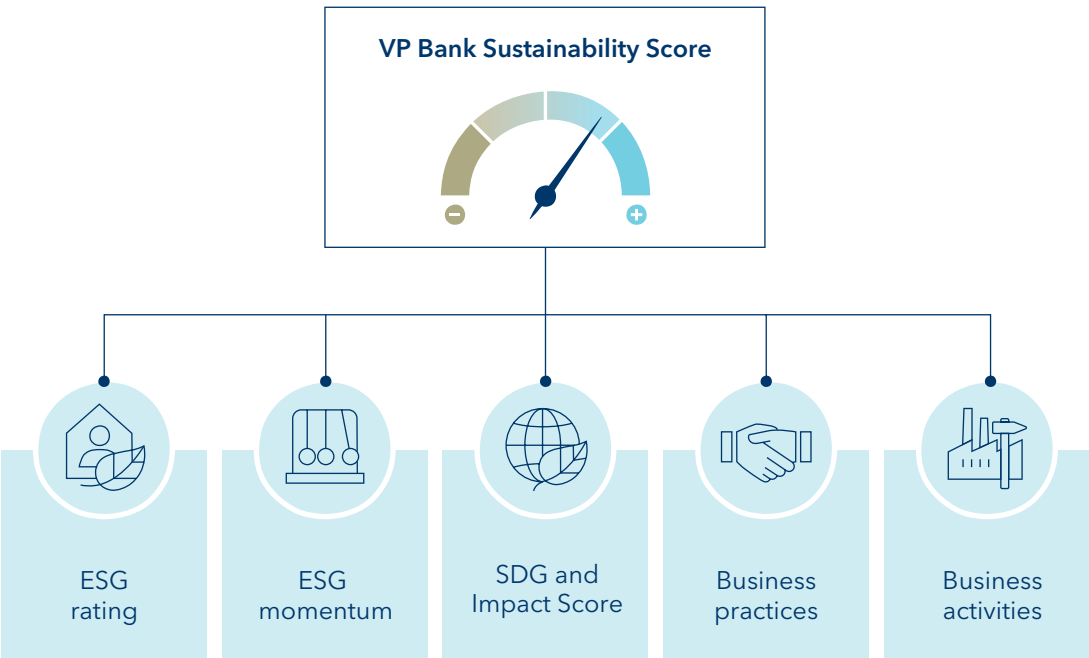 VP Bank Sustainability Score
ESG
rating
ESG
momentum
SDG and
Impact Score
Business
practices
Business
activities